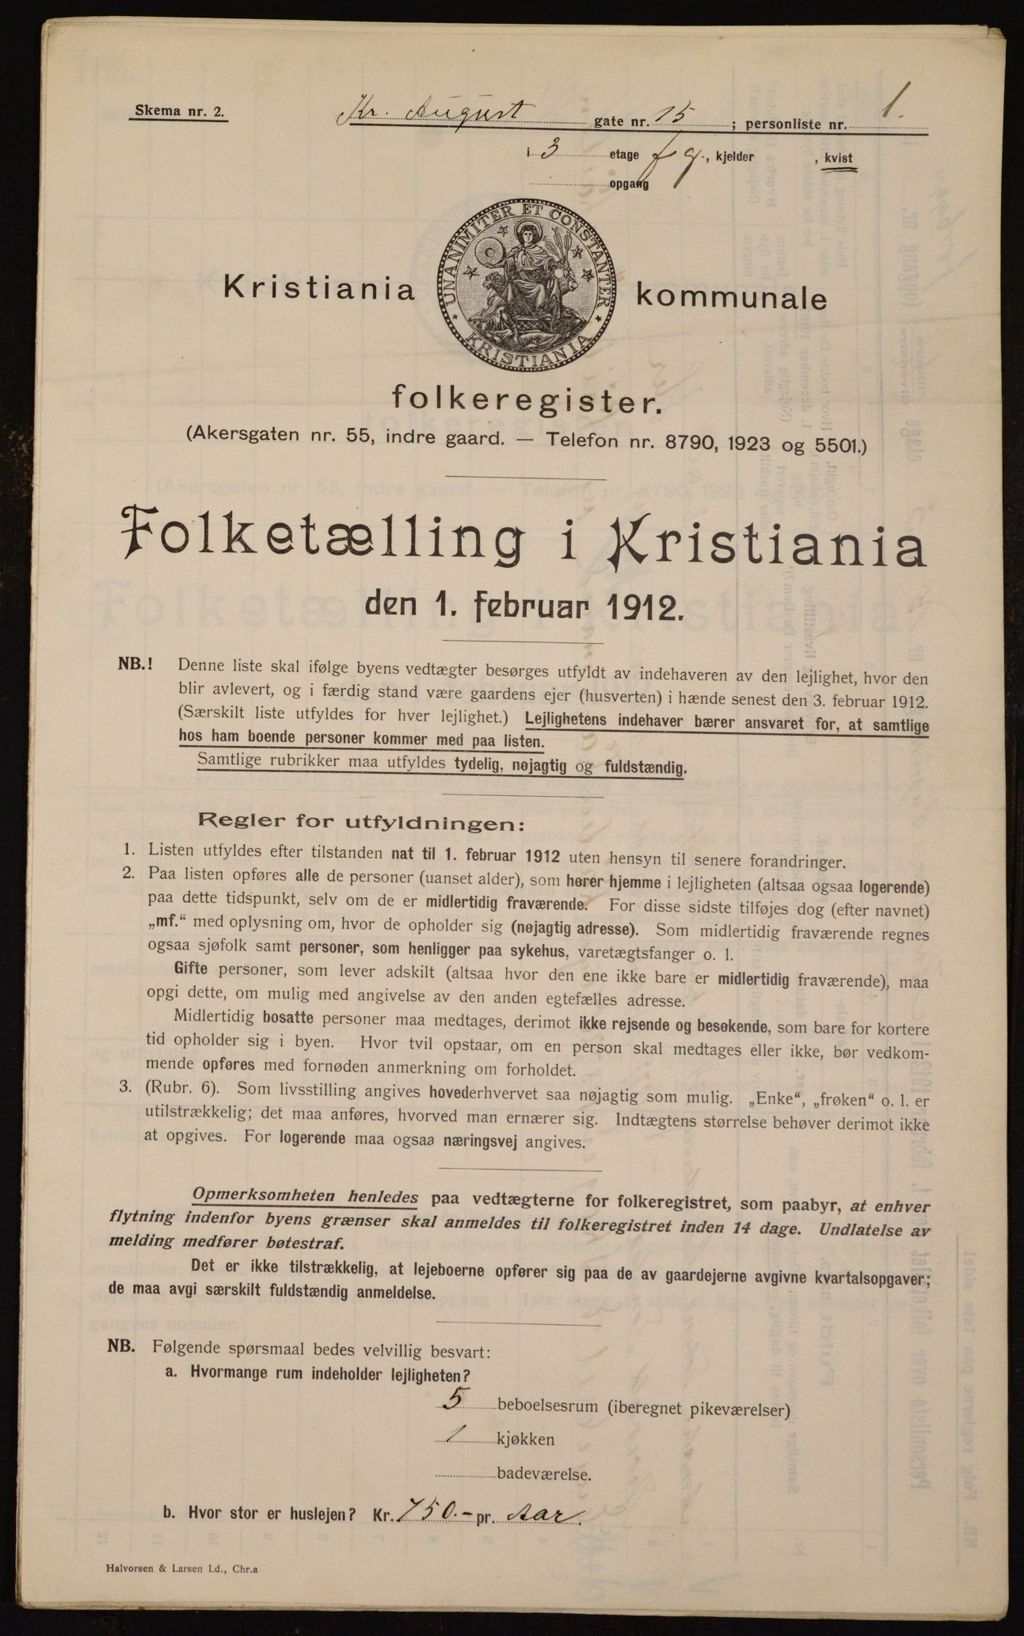 Skema nr. 2.
Kr. August gate nr. 15 ; personliste nr. 1.
i 3 etage fg., kjelder , kvist
opgang
UNANIMITER ET CONSTANTER
KRISTIANIA
Kristiania kommunale
folkeregister.
(Akersgaten nr. 55, indre gaard. — Telefon nr. 8790, 1923 og 5501.)
Folketælling i Kristiania
den 1. februar 1912.
NB.! Denne liste skal ifølge byens vedtægter besørges utfyldt av indehaveren av den lejlighet, hvor den
blir avlevert, og i færdig stand være gaardens ejer (husverten) i hænde senest den 3. februar 1912.
(Særskilt liste utfyldes for hver lejlighet.) Lejlighetens indehaver bærer ansvaret for, at samtlige
hos ham boende personer kommer med paa listen.
Samtlige rubrikker maa utfyldes tydelig, nøjagtig og fuldstændig.
Regler for utfyldningen:
1. Listen utfyldes efter tilstanden nat til 1. februar 1912 uten hensyn til senere forandringer.
2. Paa listen opføres alle de personer (uanset alder), som hører hjemme i lejligheten (altsaa ogsaa logerende)
paa dette tidspunkt, selv om de er midlertidig fraværende. For disse sidste tilføjes dog (efter navnet)
„mf.“ med oplysning om, hvor de opholder sig (nøjagtig adresse). Som midlertidig fraværende regnes
ogsaa sjøfolk samt personer, som henligger paa sykehus, varetægtsfanger o. l.
Gifte personer, som lever adskilt (altsaa hvor den ene ikke bare er midlertidig fraværende), maa
opgi dette, om mulig med angivelse av den anden egtefælles adresse.
Midlertidig bosatte personer maa medtages, derimot ikke rejsende og besøkende, som bare for kortere
tid opholder sig i byen. Hvor tvil opstaar, om en person skal medtages eller ikke, bør vedkom-
mende opføres med fornøden anmerkning om forholdet.
3. (Rubr. 6). Som livsstilling angives hovederhvervet saa nøjagtig som mulig. „Enke“, „frøken“ o. l. er
utilstrækkelig; det maa anføres, hvorved man ernærer sig. Indtægtens størrelse behøver derimot ikke
at opgives. For logerende maa ogsaa næringsvej angives.
Opmerksomheten henledes paa vedtægterne for folkeregistret, som paabyr, at enhver
flytning indenfor byens grænser skal anmeldes til folkeregistret inden 14 dage. Undlatelse av
melding medfører bøtestraf.
Det er ikke tilstrækkelig, at lejeboerne opfører sig paa de av gaardejerne avgivne kvartalsopgaver;
de maa avgi særskilt fuldstændig anmeldelse.
NB. Følgende spørsmaal bedes velvillig besvart:
a. Hvormange rum indeholder lejligheten?
5 beboelsesrum (iberegnet pikeværelser)
1 kjøkken
badeværelse.
b. Hvor stor er huslejen? Kr. 750.- pr. Aar.
Halvorsen & Larsen Ld., Chr.a